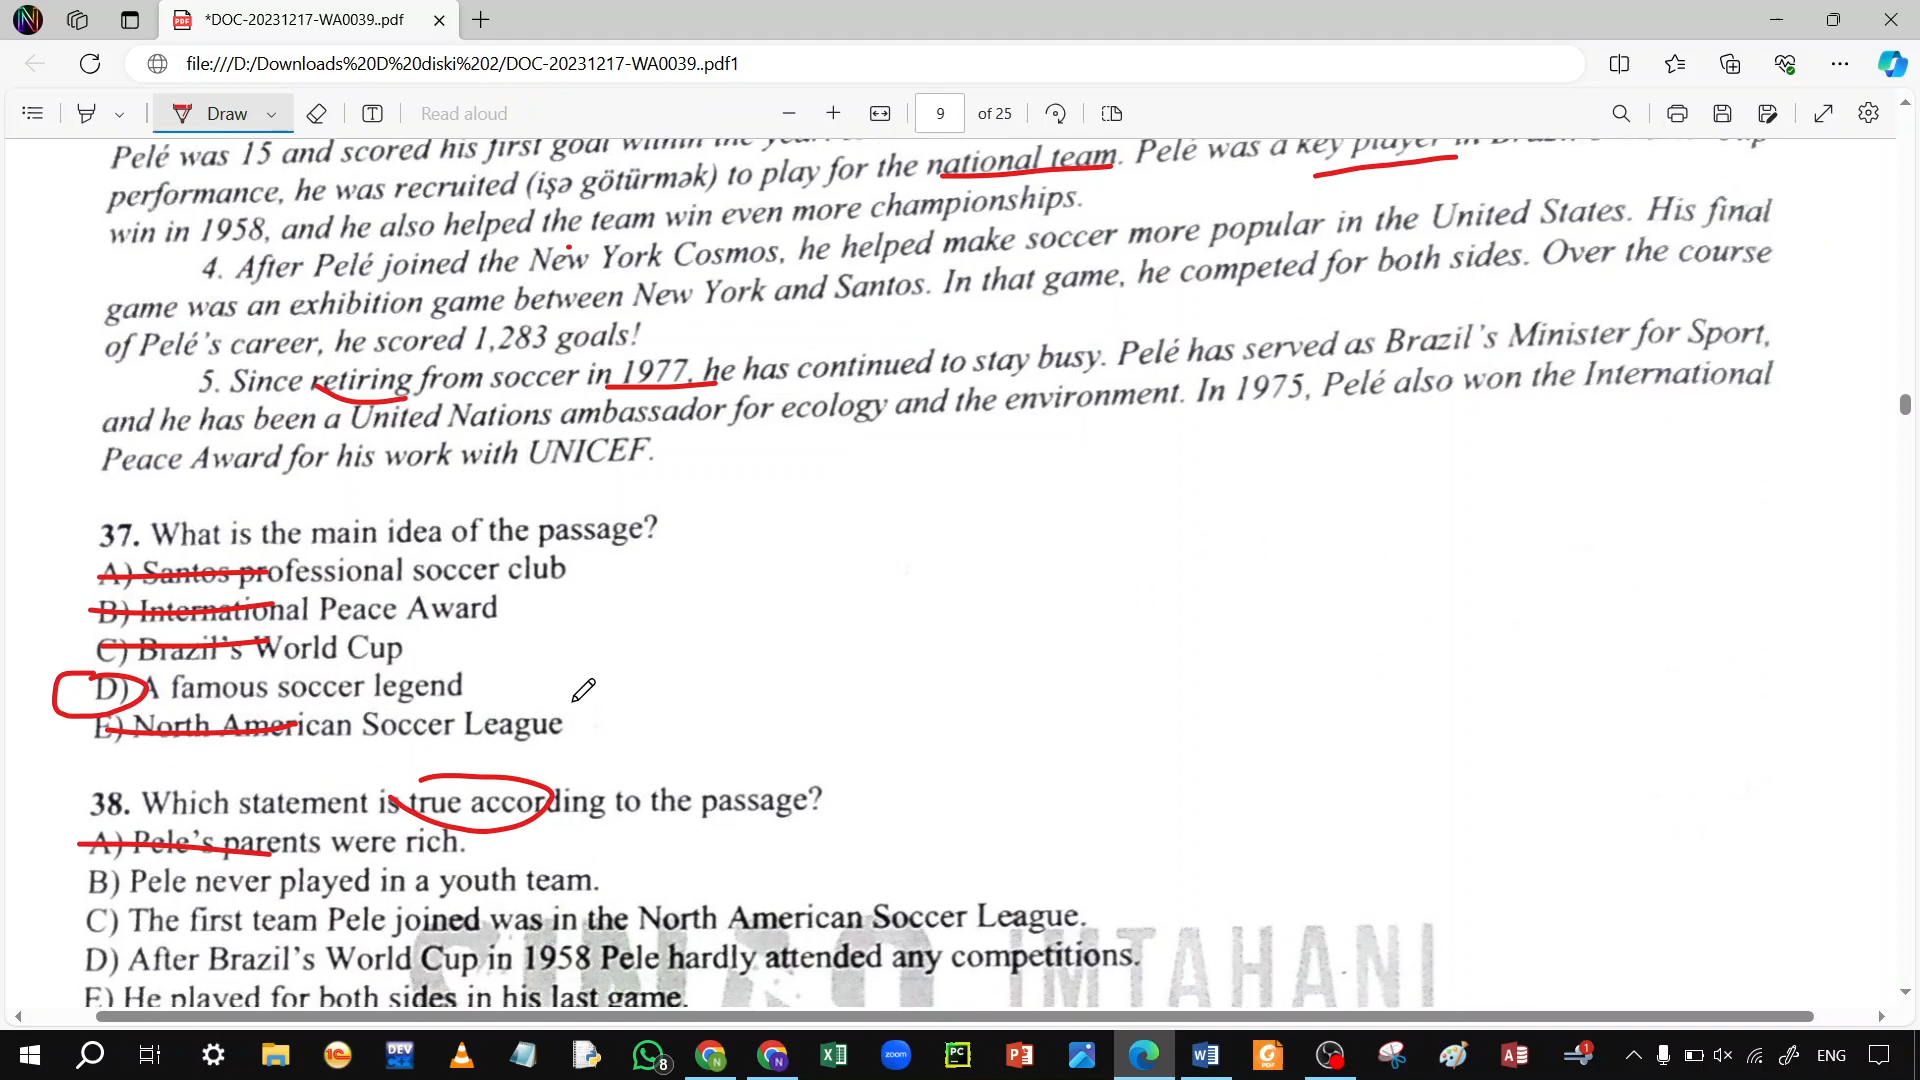 *DOC-20231217-WA0039..pdf
file:///D:/Downloads%20D%20diski%202/DOC-20231217-WA0039..pdf1
Draw
Read aloud
9 of 25
Pelé was 15 and scored his first goal within the
performance, he was recruited (işə götürmək) to play for the national team. Pelé was a key player in
win in 1958, and he also helped the team win even more championships.
4. After Pelé joined the New York Cosmos, he helped make soccer more popular in the United States. His final
game was an exhibition game between New York and Santos. In that game, he competed for both sides. Over the course
of Pelé's career, he scored 1,283 goals!
5. Since retiring from soccer in 1977, he has continued to stay busy. Pelé has served as Brazil's Minister for Sport,
and he has been a United Nations ambassador for ecology and the environment. In 1975, Pelé also won the International
Peace Award for his work with UNICEF.
37. What is the main idea of the passage?
A) Santos professional soccer club
B) International Peace Award
C) Brazil's World Cup
D) A famous soccer legend
E) North American Soccer League
38. Which statement is true according to the passage?
A) Pele's parents were rich.
B) Pele never played in a youth team.
C) The first team Pele joined was in the North American Soccer League.
D) After Brazil's World Cup in 1958 Pele hardly attended any competitions.
E) He played for both sides in his last game.
IMTAHANI
ENG